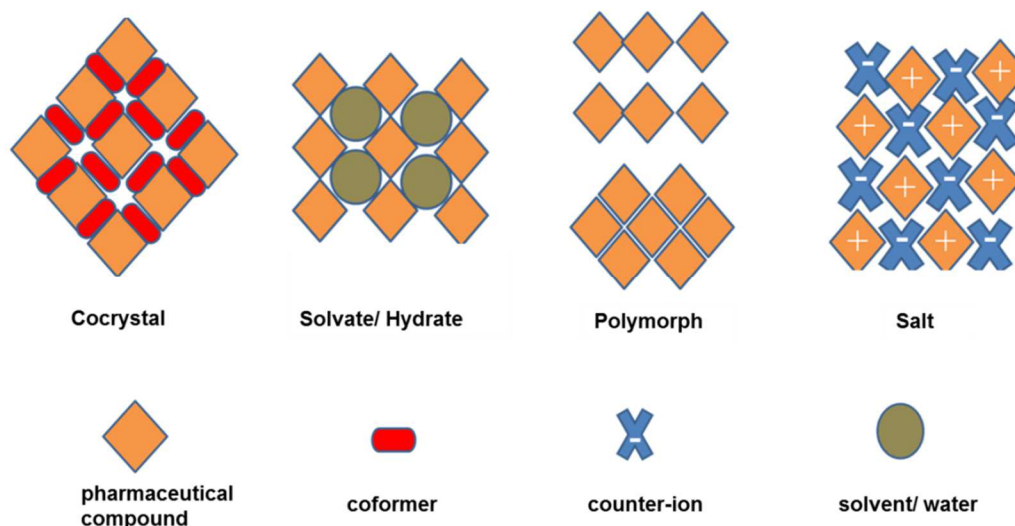 Cocrystal
Solvate/ Hydrate
Polymorph
Salt
pharmaceutical
compound
coformer
counter-ion
solvent/ water